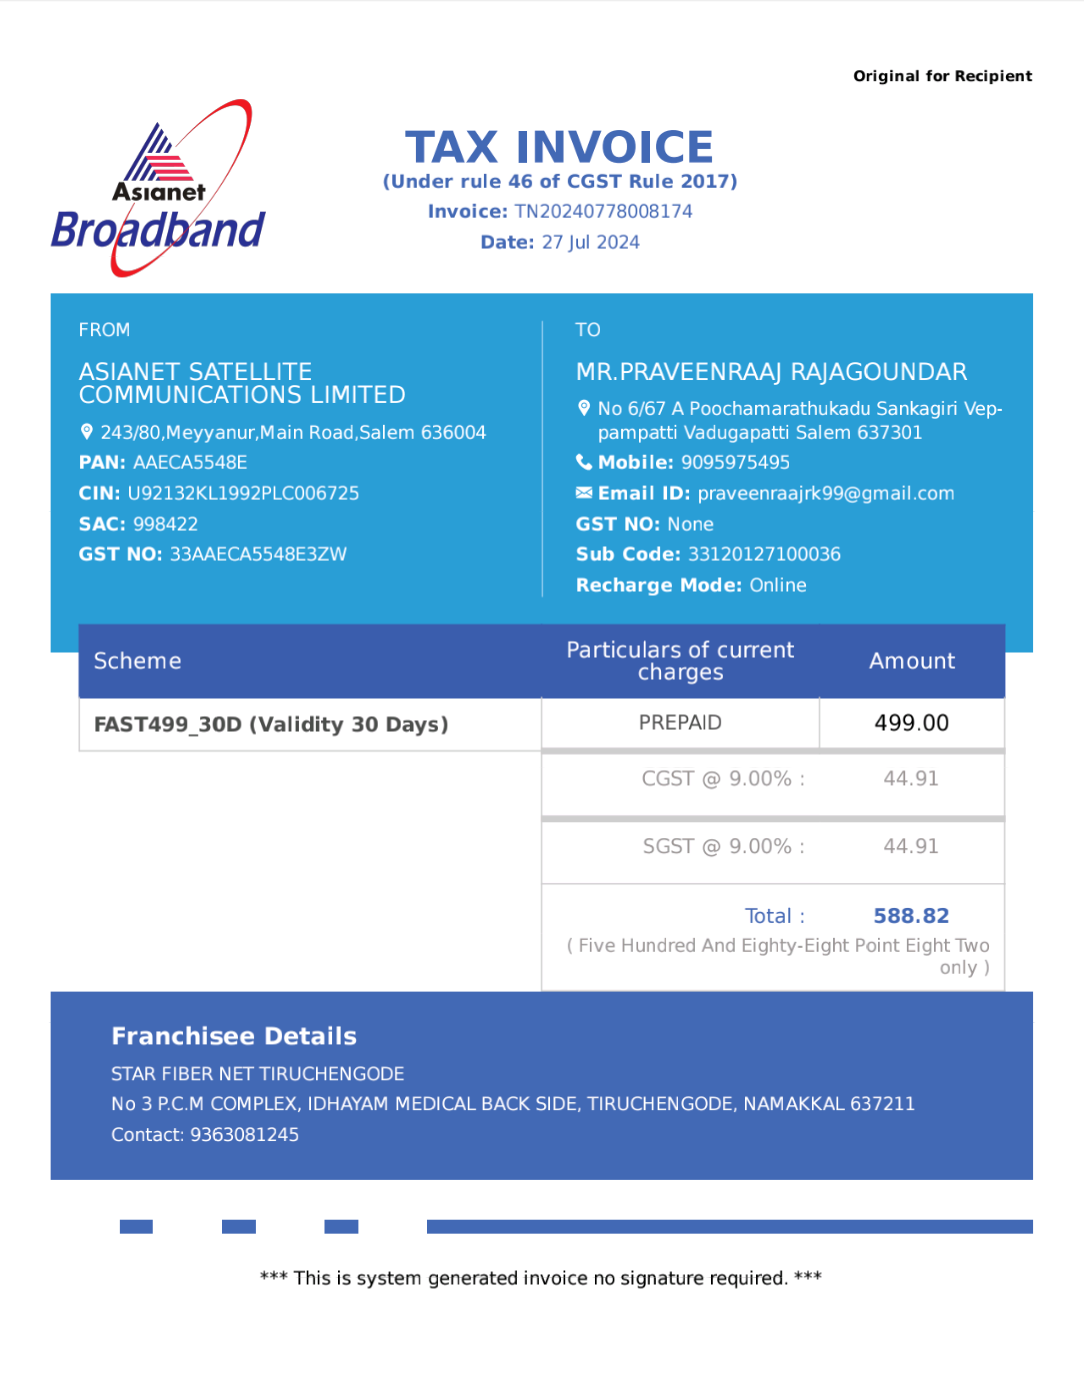 Original for Recipient
Asianet
Broadband
TAX INVOICE
(Under rule 46 of CGST Rule 2017)
Invoice: TN20240778008174
Date: 27 Jul 2024
FROM
ASIANET SATELLITE
COMMUNICATIONS LIMITED
243/80,Meyyanur,Main Road,Salem 636004
PAN: AAECA5548E
CIN: U92132KL1992PLC006725
SAC: 998422
GST NO: 33AAECA5548E3ZW
TO
MR.PRAVEENRAAJ RAJAGOUNDAR
No 6/67 A Poochamarathukadu Sankagiri Vep-
pampatti Vadugapatti Salem 637301
Mobile: 9095975495
Email ID: praveenraajrk99@gmail.com
GST NO: None
Sub Code: 33120127100036
Recharge Mode: Online
Scheme
Particulars of current
charges
Amount
FAST499_30D (Validity 30 Days)
PREPAID
499.00
CGST @ 9.00% :
44.91
SGST @ 9.00% :
44.91
Total :
588.82
( Five Hundred And Eighty-Eight Point Eight Two
only )
Franchisee Details
STAR FIBER NET TIRUCHENGODE
No 3 P.C.M COMPLEX, IDHAYAM MEDICAL BACK SIDE, TIRUCHENGODE, NAMAKKAL 637211
Contact: 9363081245
*** This is system generated invoice no signature required. ***